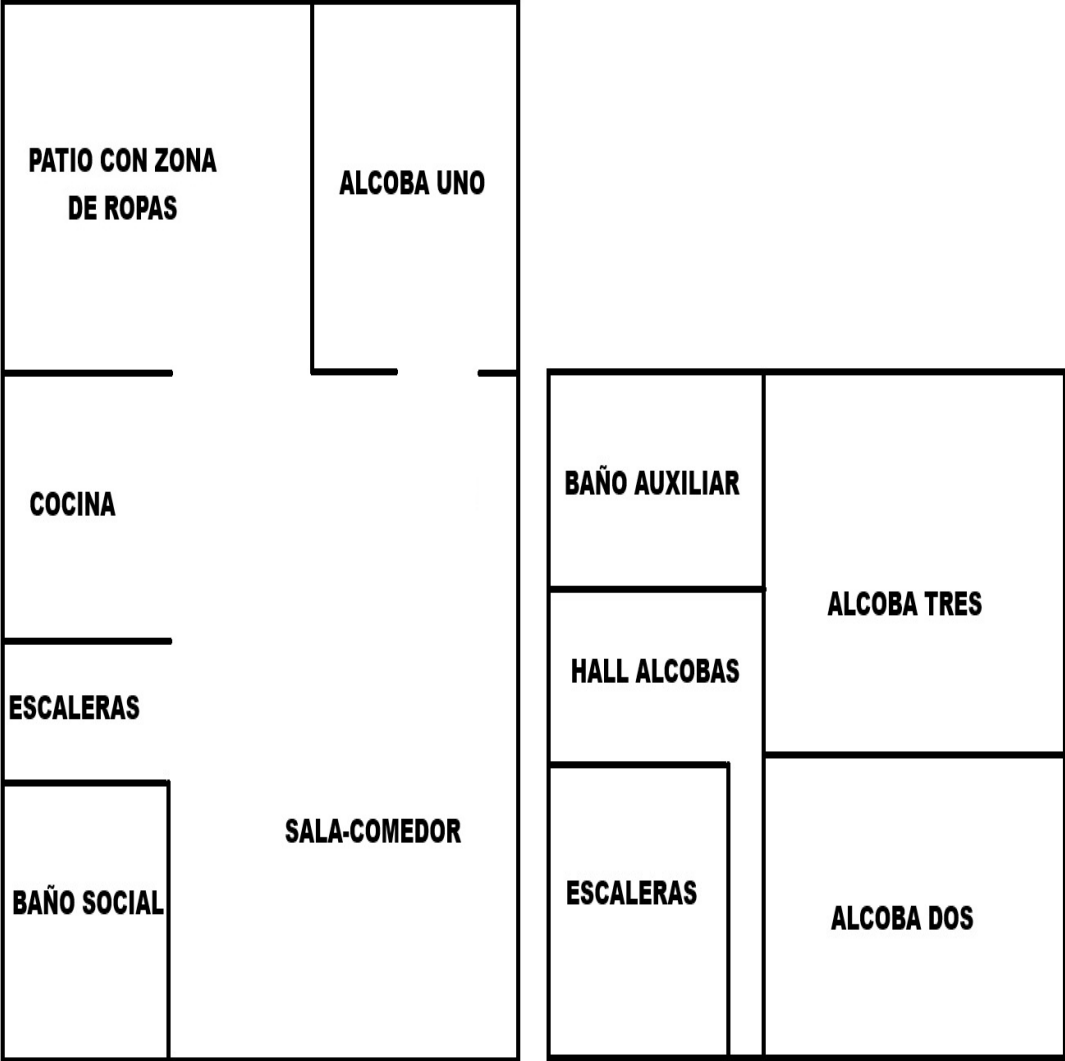 PATIO CON ZONA
DE ROPAS
ALCOBA UNO
COCINA
ESCALERAS
SALA-COMEDOR
BAÑO SOCIAL
BAÑO AUXILIAR
ALCOBA TRES
HALL ALCOBAS
ESCALERAS
ALCOBA DOS